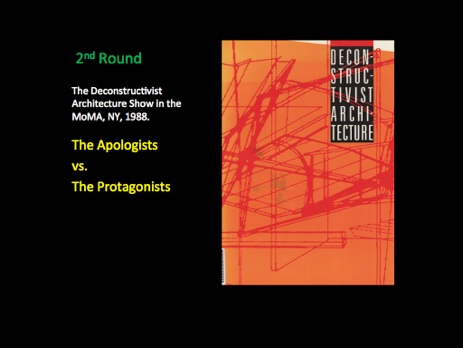 2nd Round
The Deconstructivist
Architecture Show in the
MoMA, NY, 1988.
The Apologists
vs.
The Protagonists
DECON-
STRUC-
TIVIST
ARCHI-
TECTURE